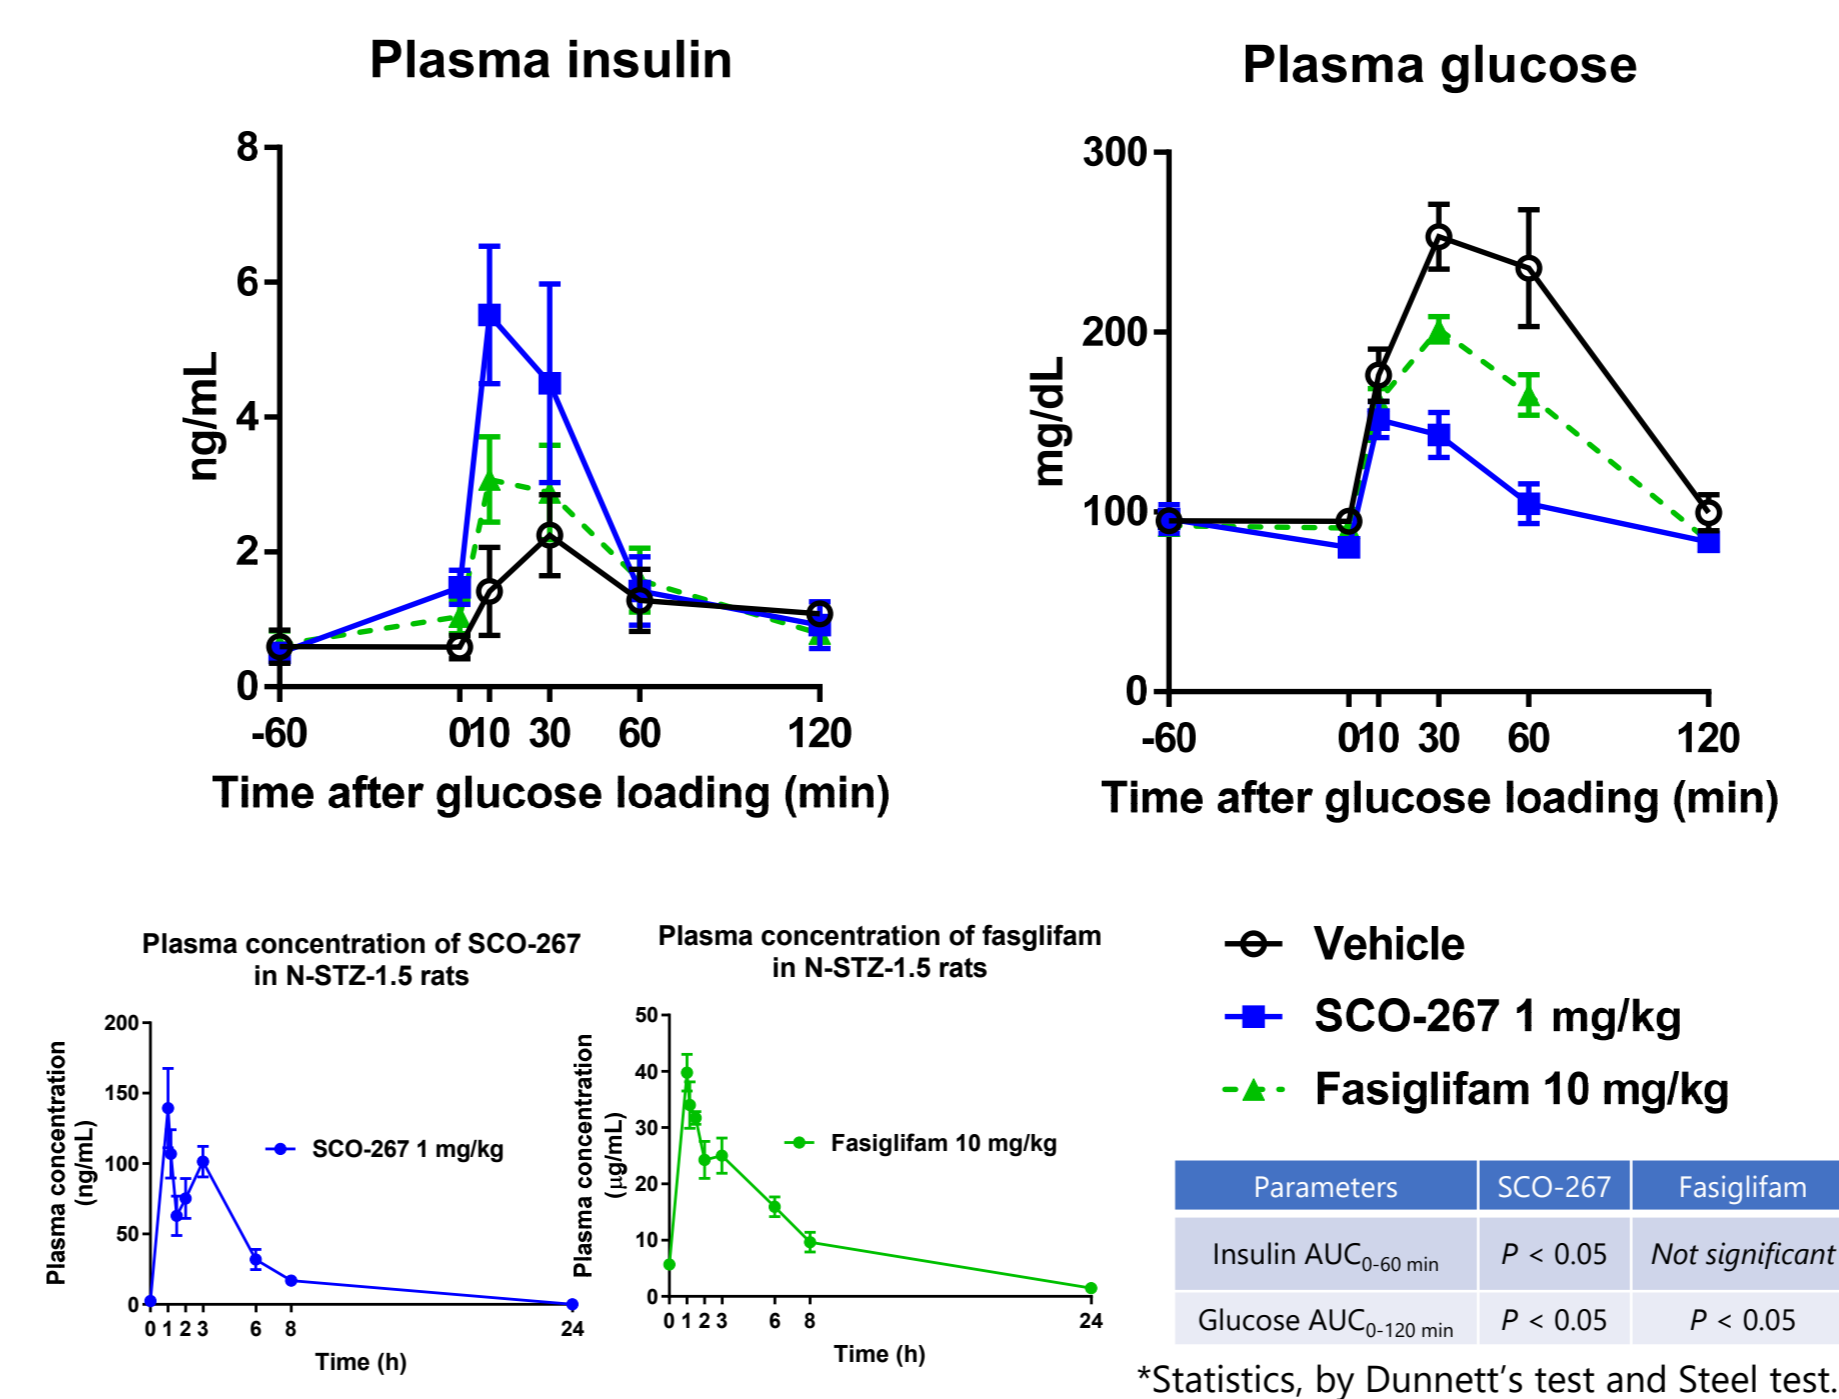 Plasma insulin
8
6
4
2
0
ng/mL
-60 0 10 30 60 120
Time after glucose loading (min)
Plasma glucose
300
200
100
0
mg/dL
-60 0 10 30 60 120
Time after glucose loading (min)
Plasma concentration of SCO-267
in N-STZ-1.5 rats
200
150
100
50
0
Plasma concentration
(ng/mL)
SCO-267 1 mg/kg
0 1 2 3 6 8 24
Time (h)
Plasma concentration of fasglifam
in N-STZ-1.5 rats
50
40
30
20
10
0
Plasma concentration
(μg/mL)
Fasiglifam 10 mg/kg
0 1 2 3 6 8 24
Time (h)
Vehicle
SCO-267 1 mg/kg
Fasiglifam 10 mg/kg
Parameters SCO-267 Fasiglifam
Insulin AUC0-60 min P < 0.05 Not significant
Glucose AUC0-120 min P < 0.05 P < 0.05
*Statistics, by Dunnett’s test and Steel test.